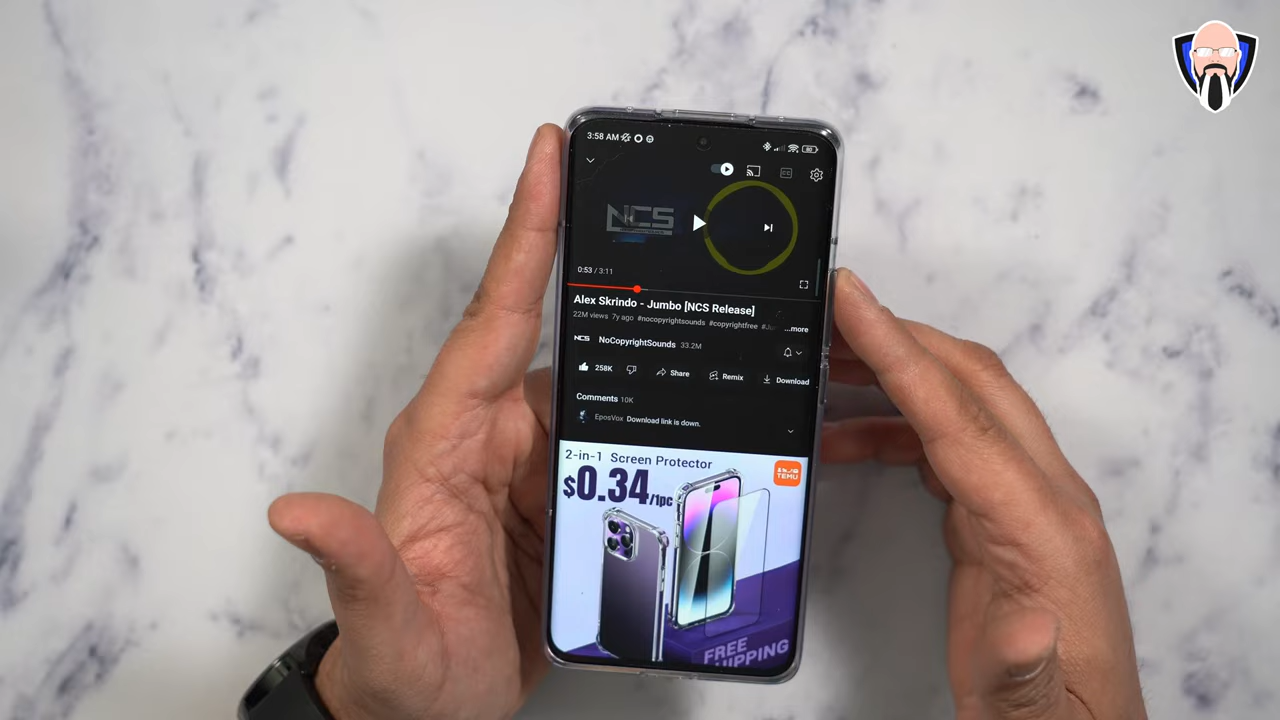 3:58 AM
80
CC
NCS
0:53 / 3:11
Alex Skrindo - Jumbo [NCS Release]
22M views 7y ago #nocopyrightsounds #copyrightfree ...more
NCS NoCopyrightSounds 33.2M
258K Share Remix Download
Comments 10K
EposVox Download link is down.
2-in-1 Screen Protector
$0.34/1pc
TEMU
FREE